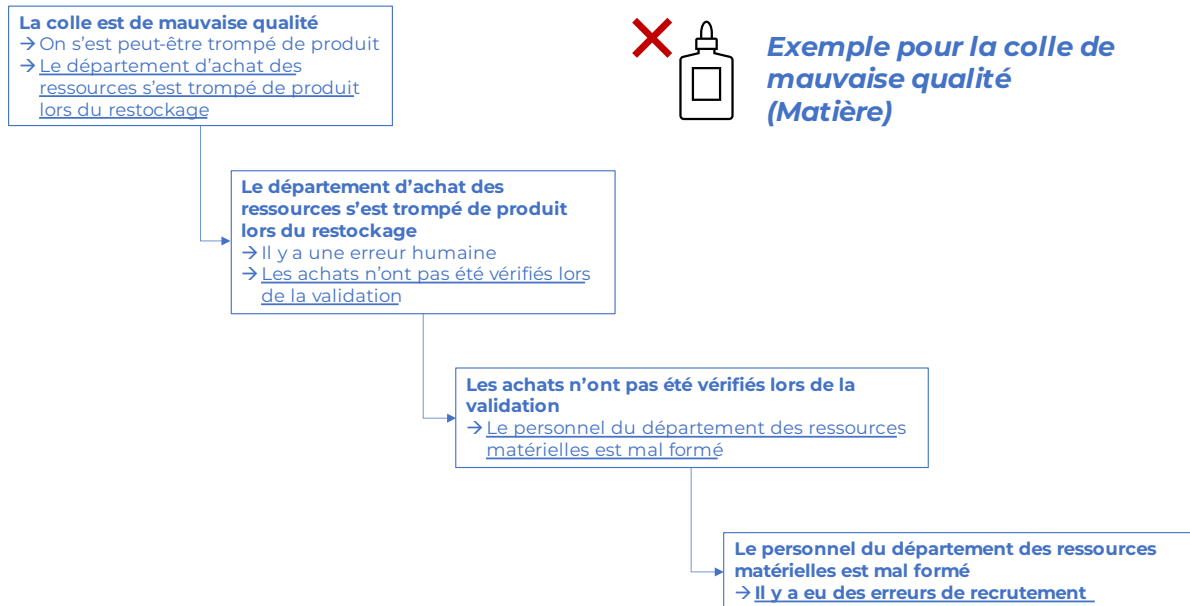 La colle est de mauvaise qualité
→ On s'est peut-être trompé de produit
→ Le département d'achat des
ressources s'est trompé de produit
lors du restockage
Exemple pour la colle de
mauvaise qualité
(Matière)
Le département d'achat des
ressources s'est trompé de produit
lors du restockage
→ Il y a une erreur humaine
→ Les achats n'ont pas été vérifiés lors
de la validation
Les achats n'ont pas été vérifiés lors de la
validation
→ Le personnel du département des ressources
matérielles est mal formé
Le personnel du département des ressources
matérielles est mal formé
→ Il y a eu des erreurs de recrutement